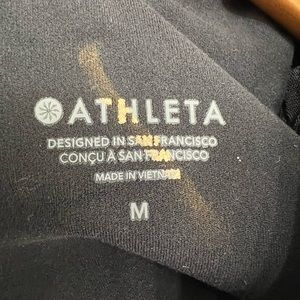 ATHLETA
DESIGNED IN SAN FRANCISCO
CONÇU À SAN FRANCISCO
MADE IN VIETNAM
M